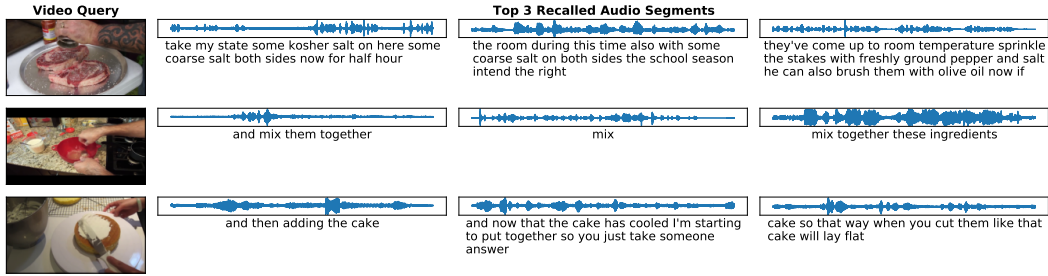 Video Query
Top 3 Recalled Audio Segments
take my state some kosher salt on here some
coarse salt both sides now for half hour
the room during this time also with some
coarse salt on both sides the school season
intend the right
they've come up to room temperature sprinkle
the stakes with freshly ground pepper and salt
he can also brush them with olive oil now if
and mix them together
mix
mix together these ingredients
and then adding the cake
and now that the cake has cooled I'm starting
to put together so you just take someone
answer
cake so that way when you cut them like that
cake will lay flat